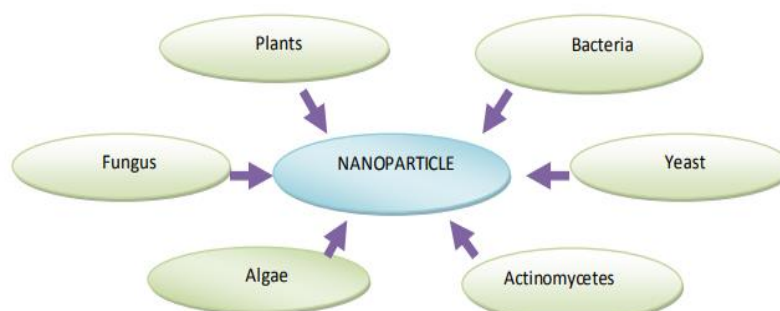 Plants
Bacteria
Fungus
NANOPARTICLE
Yeast
Algae
Actinomycetes